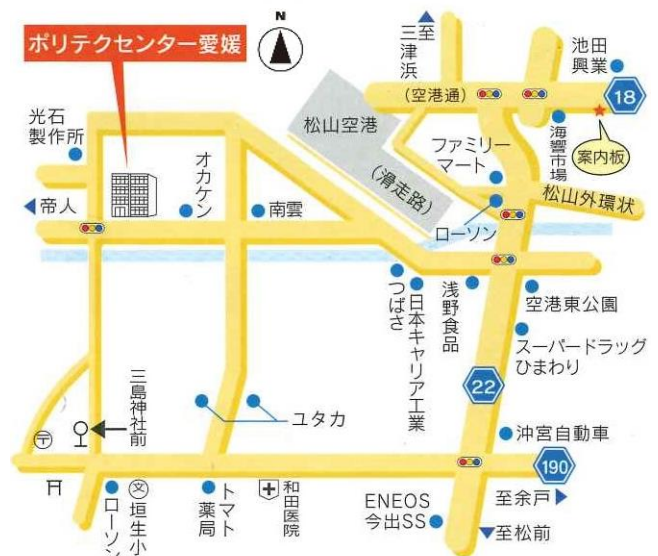 N
ポリテクセンター愛媛
至三津浜
池田
興業
18
(空港通)
案内板
海響市場
松山空港
(滑走路)
ファミリー
マート
松山外環状
ローソン
光石
製作所
オカケン
帝人
南雲
つばさ
日本キャリア工業
浅野食品
空港東公園
スーパードラッグ
ひまわり
22
三島神社前
ユタカ
沖宮自動車
190
至余戸
〒
ローソン
文
垣生小
トマト
薬局
和田医院
ENEOS
今出SS
至松前